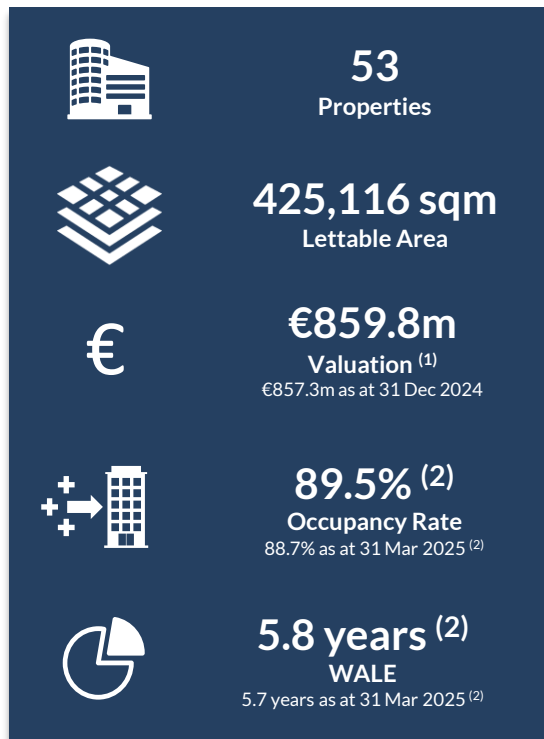 53
Properties
425,116 sqm
Lettable Area
€
€859.8m
Valuation (1)
€857.3m as at 31 Dec 2024
89.5% (2)
Occupancy Rate
88.7% as at 31 Mar 2025 (2)
5.8 years (2)
WALE
5.7 years as at 31 Mar 2025 (2)